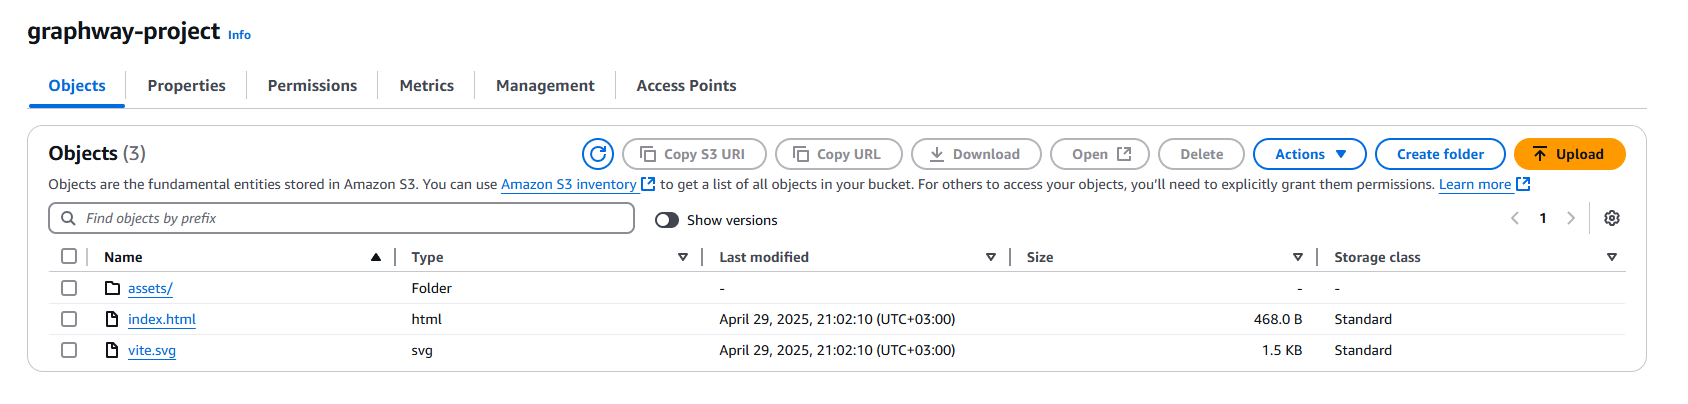 graphway-project Info
Objects Properties Permissions Metrics Management Access Points
Objects (3) Copy S3 URI Copy URL Download Open Delete Actions Create folder Upload
Objects are the fundamental entities stored in Amazon S3. You can use Amazon S3 inventory to get a list of all objects in your bucket. For others to access your objects, you’ll need to explicitly grant them permissions. Learn more
Find objects by prefix Show versions 1
Name Type Last modified Size Storage class
assets/ Folder - - -
index.html html April 29, 2025, 21:02:10 (UTC+03:00) 468.0 B Standard
vite.svg svg April 29, 2025, 21:02:10 (UTC+03:00) 1.5 KB Standard